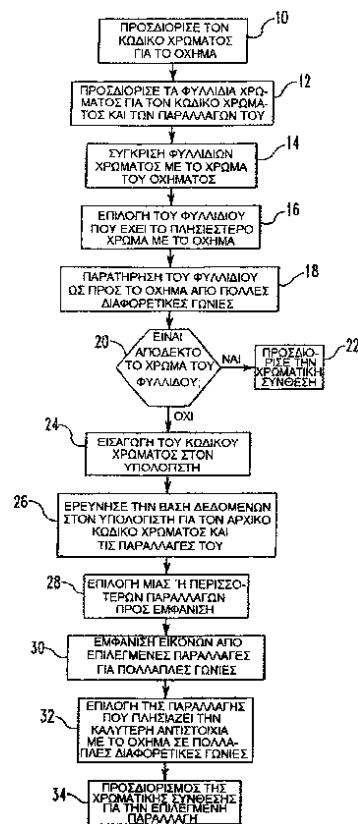 10
ΠΡΟΣΔΙΟΡΙΣΕ ΤΟΝ
ΚΩΔΙΚΟ ΧΡΩΜΑΤΟΣ
ΓΙΑ ΤΟ ΟΧΗΜΑ
12
ΠΡΟΣΔΙΟΡΙΣΕ ΤΑ ΦΥΛΛΙΔΙΑ ΧΡΩ-
ΜΑΤΟΣ ΓΙΑ ΤΟΝ ΚΩΔΙΚΟ ΧΡΩΜΑ-
ΤΟΣ ΚΑΙ ΤΩΝ ΠΑΡΑΛΛΑΓΩΝ ΤΟΥ
14
ΣΥΓΚΡΙΣΗ ΦΥΛΛΙΔΙΩΝ
ΧΡΩΜΑΤΟΣ ΜΕ ΤΟ ΧΡΩΜΑ
ΤΟΥ ΟΧΗΜΑΤΟΣ
16
ΕΠΙΛΟΓΗ ΤΟΥ ΦΥΛΛΙΔΙΟΥ
ΠΟΥ ΕΧΕΙ ΤΟ ΠΛΗΣΙΕΣΤΕΡΟ
ΧΡΩΜΑ ΜΕ ΤΟ ΟΧΗΜΑ
18
ΠΑΡΑΤΗΡΗΣΗ ΤΟΥ ΦΥΛΛΙΔΙΟΥ
ΩΣ ΠΡΟΣ ΤΟ ΟΧΗΜΑ ΑΠΟ ΠΟΛΛΕΣ
ΔΙΑΦΟΡΕΤΙΚΕΣ ΓΩΝΙΕΣ
20
ΕΙΝΑΙ
ΑΠΟΔΕΚΤΟ
ΤΟ ΧΡΩΜΑ ΤΟΥ
ΦΥΛΛΙΔΟΥ;
ΝΑΙ
22
ΠΡΟΣΔΙΟ-
ΡΙΣΕ ΤΗΝ
ΧΡΩΜΑΤΙΚΗ
ΣΥΝΘΕΣΗ
ΟΧΙ
24
ΕΙΣΑΓΩΓΗ ΤΟΥ ΚΩΔΙΚΟΥ
ΧΡΩΜΑΤΟΣ ΣΤΟΝ
ΥΠΟΛΟΓΙΣΤΗ
26
ΕΡΕΥΝΗΣΕ ΤΗΝ ΒΑΣΗ ΔΕΔΟΜΕΝΩΝ
ΣΤΟΝ ΥΠΟΛΟΓΙΣΤΗ ΓΙΑ ΤΟΝ ΑΡΧΙΚΟ
ΚΩΔΙΚΟ ΧΡΩΜΑΤΟΣ ΚΑΙ
ΤΙΣ ΠΑΡΑΛΛΑΓΕΣ ΤΟΥ
28
ΕΠΙΛΟΓΗ ΜΙΑΣ Ή ΠΕΡΙΣΣΟ-
ΤΕΡΩΝ ΠΑΡΑΛΛΑΓΩΝ
ΠΡΟΣ ΕΜΦΑΝΙΣΗ
30
ΕΜΦΑΝΙΣΗ ΕΙΚΟΝΩΝ ΑΠΟ
ΕΠΙΛΕΓΜΕΝΕΣ ΠΑΡΑΛΛΑΓΕΣ
ΓΙΑ ΠΟΛΛΑΠΛΕΣ ΓΩΝΙΕΣ
32
ΕΠΙΛΟΓΗ ΤΗΣ ΠΑΡΑΛΛΑΓΗΣ
ΠΟΥ ΠΛΗΣΙΑΖΕΙ ΤΗΝ
ΚΑΛΥΤΕΡΗ ΑΝΤΙΣΤΟΙΧΙΑ
ΜΕ ΤΟ ΟΧΗΜΑ ΣΕ ΠΟΛΛΑ-
ΠΛΕΣ ΔΙΑΦΟΡΕΤΙΚΕΣ ΓΩΝΙΕΣ
34
ΠΡΟΣΔΙΟΡΙΣΜΟΣ ΤΗΣ
ΧΡΩΜΑΤΙΚΗΣ ΣΥΝΘΕΣΗΣ
ΓΙΑ ΤΗΝ ΕΠΙΛΕΓΜΕΝΗ
ΠΑΡΑΛΛΑΓΗ